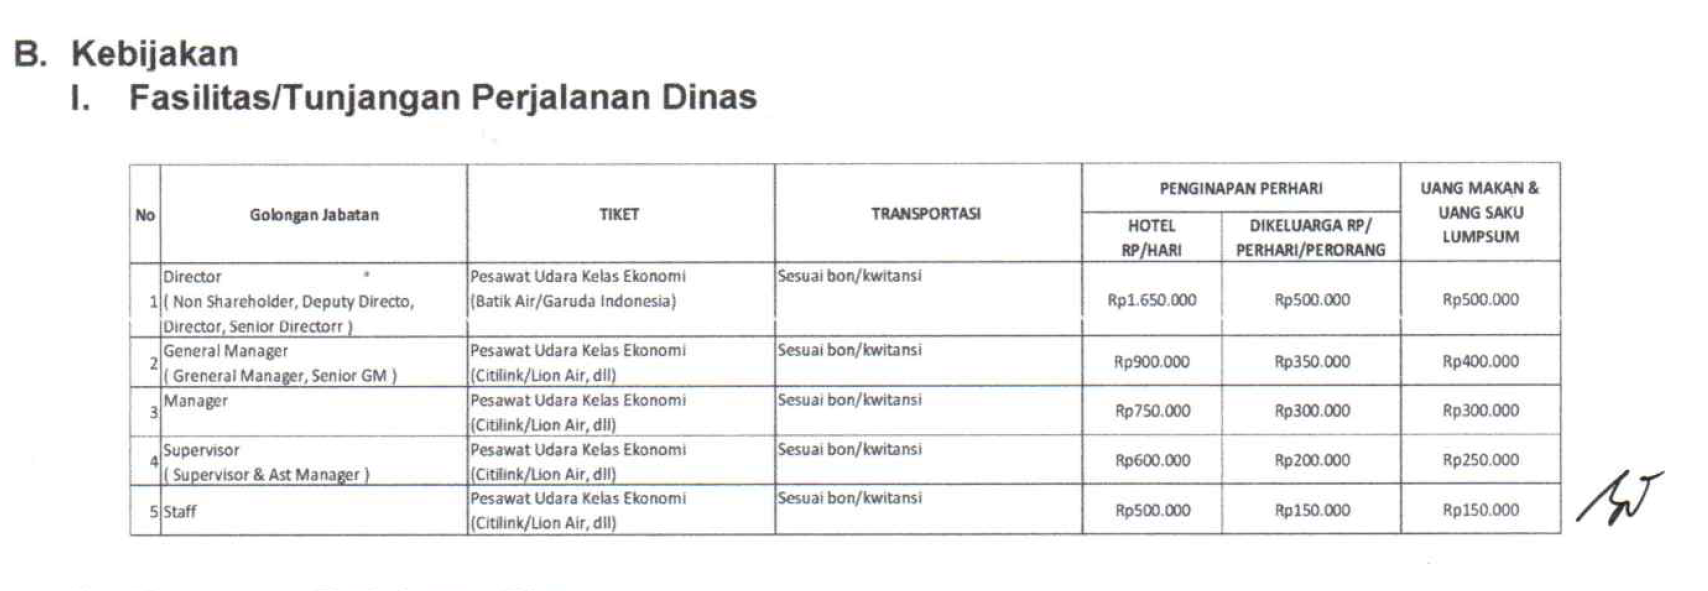 B. Kebijakan
I. Fasilitas/Tunjangan Perjalanan Dinas
No Golongan Jabatan TIKET TRANSPORTASI PENGINAPAN PERHARI UANG MAKAN &
UANG SAKU
LUMPSUM
HOTEL
RP/HARI
DIKELUARGA RP/
PERHARI/PERORANG
1 Director
( Non Shareholder, Deputy Directo,
Director, Senior Directorr )
Pesawat Udara Kelas Ekonomi
(Batik Air/Garuda Indonesia)
Sesuai bon/kwitansi
Rp1.650.000 Rp500.000 Rp500.000
2 General Manager
( Greneral Manager, Senior GM )
Pesawat Udara Kelas Ekonomi
(Citilink/Lion Air, dll)
Sesuai bon/kwitansi
Rp900.000 Rp350.000 Rp400.000
3 Manager
Pesawat Udara Kelas Ekonomi
(Citilink/Lion Air, dll)
Sesuai bon/kwitansi
Rp750.000 Rp300.000 Rp300.000
4 Supervisor
( Supervisor & Ast Manager )
Pesawat Udara Kelas Ekonomi
(Citilink/Lion Air, dll)
Sesuai bon/kwitansi
Rp600.000 Rp200.000 Rp250.000
5 Staff
Pesawat Udara Kelas Ekonomi
(Citilink/Lion Air, dll)
Sesuai bon/kwitansi
Rp500.000 Rp150.000 Rp150.000